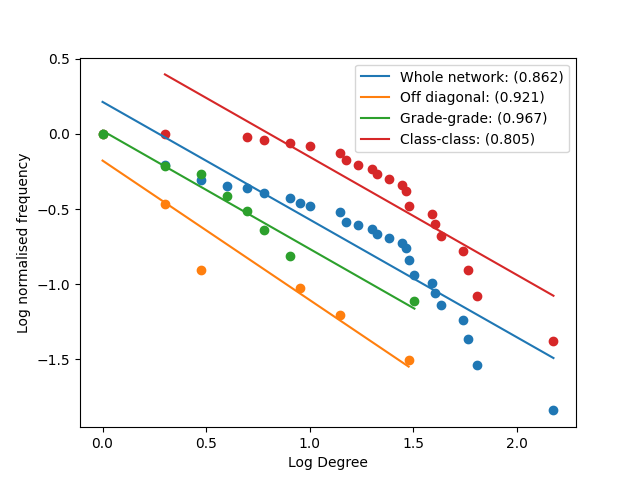 Whole network: (0.862)
Off diagonal: (0.921)
Grade-grade: (0.967)
Class-class: (0.805)
0.5
0.0
−0.5
−1.0
−1.5
Log normalised frequency
0.0 0.5 1.0 1.5 2.0
Log Degree